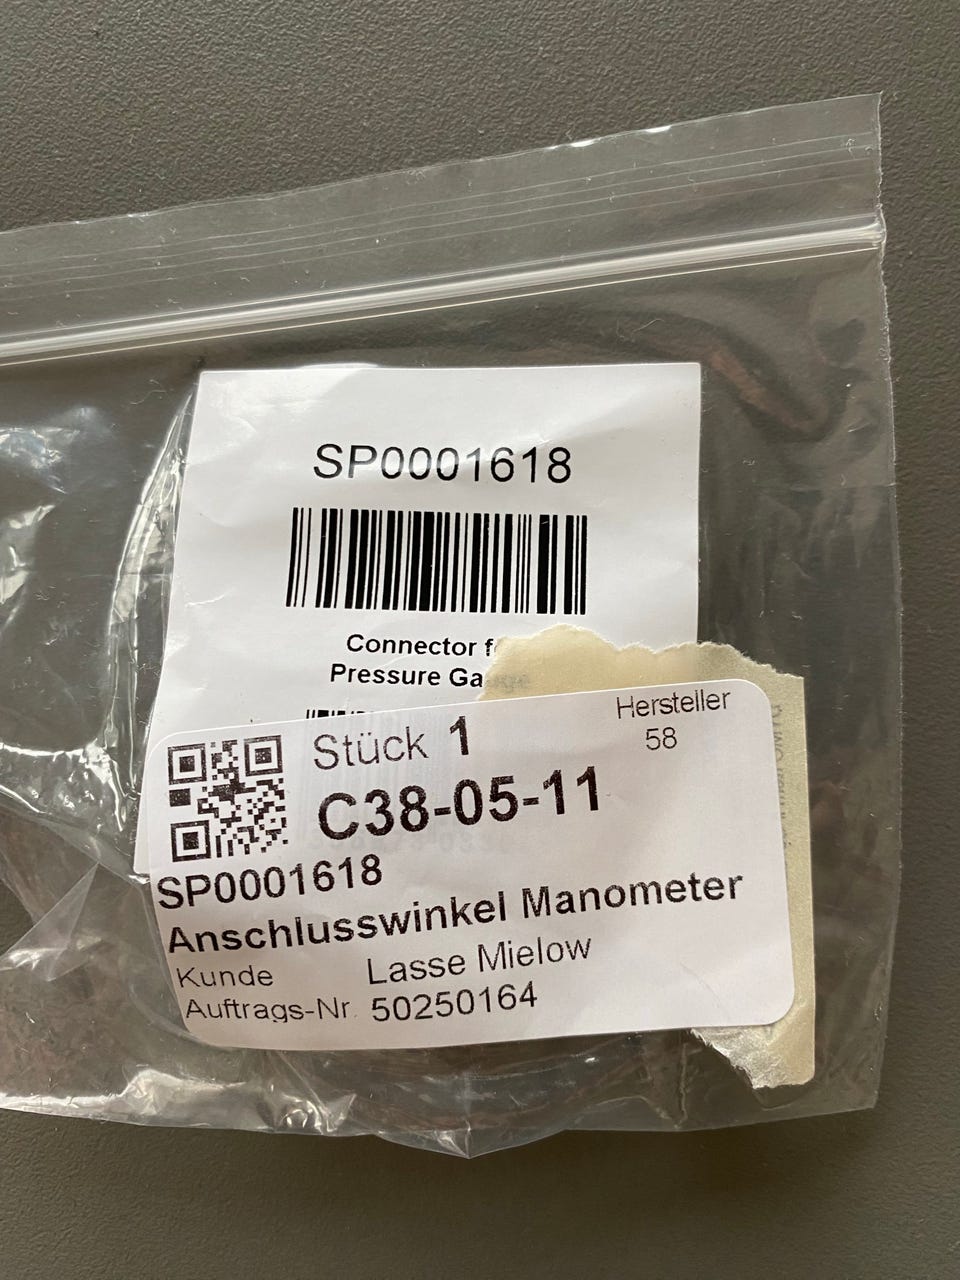 SP0001618
Connector
Pressure
Hersteller
58
Stück 1
C38-05-11
SP0001618
Anschlusswinkel Manometer
Kunde Lasse Mielow
Auftrags-Nr. 50250164